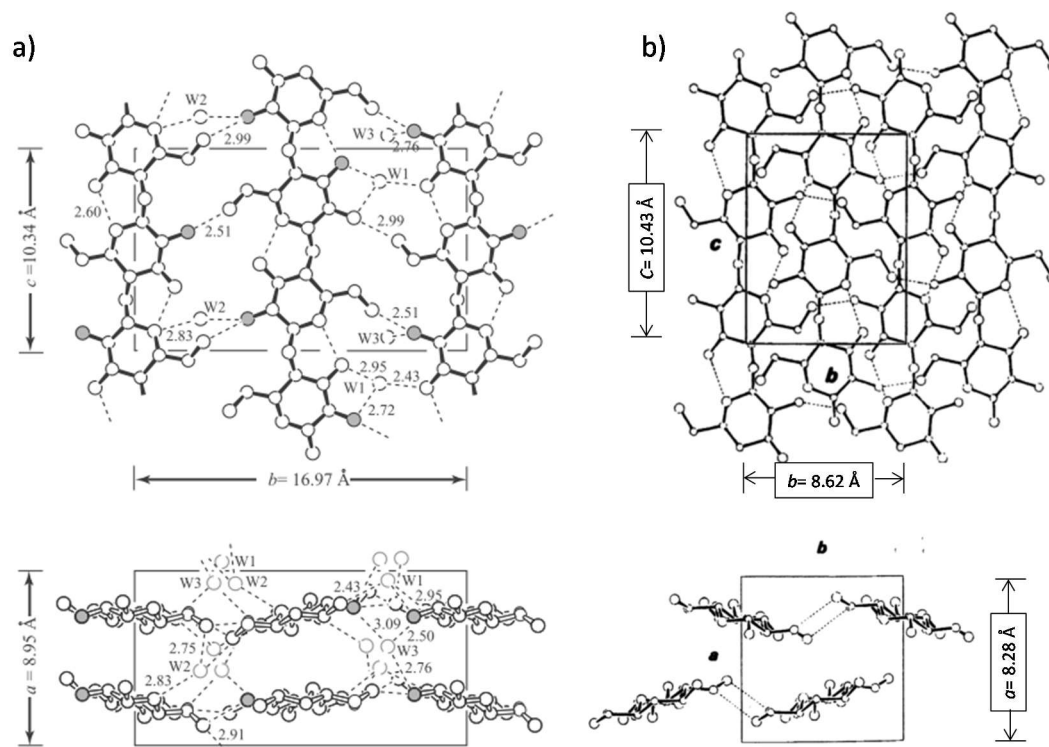 a)
W2
2.99
W3
2.76
W1
2.60
2.51
2.99
c =10.34 Å
W2
2.83
2.51
W3
2.95
W1
2.43
2.72
b= 16.97 Å
W1
W3
W2
2.43
W1
2.95
3.09
2.50
2.75
W3
W2
2.76
2.83
2.91
a = 8.95 Å
b)
C= 10.43 Å
c
b
b= 8.62 Å
b
a
a= 8.28 Å